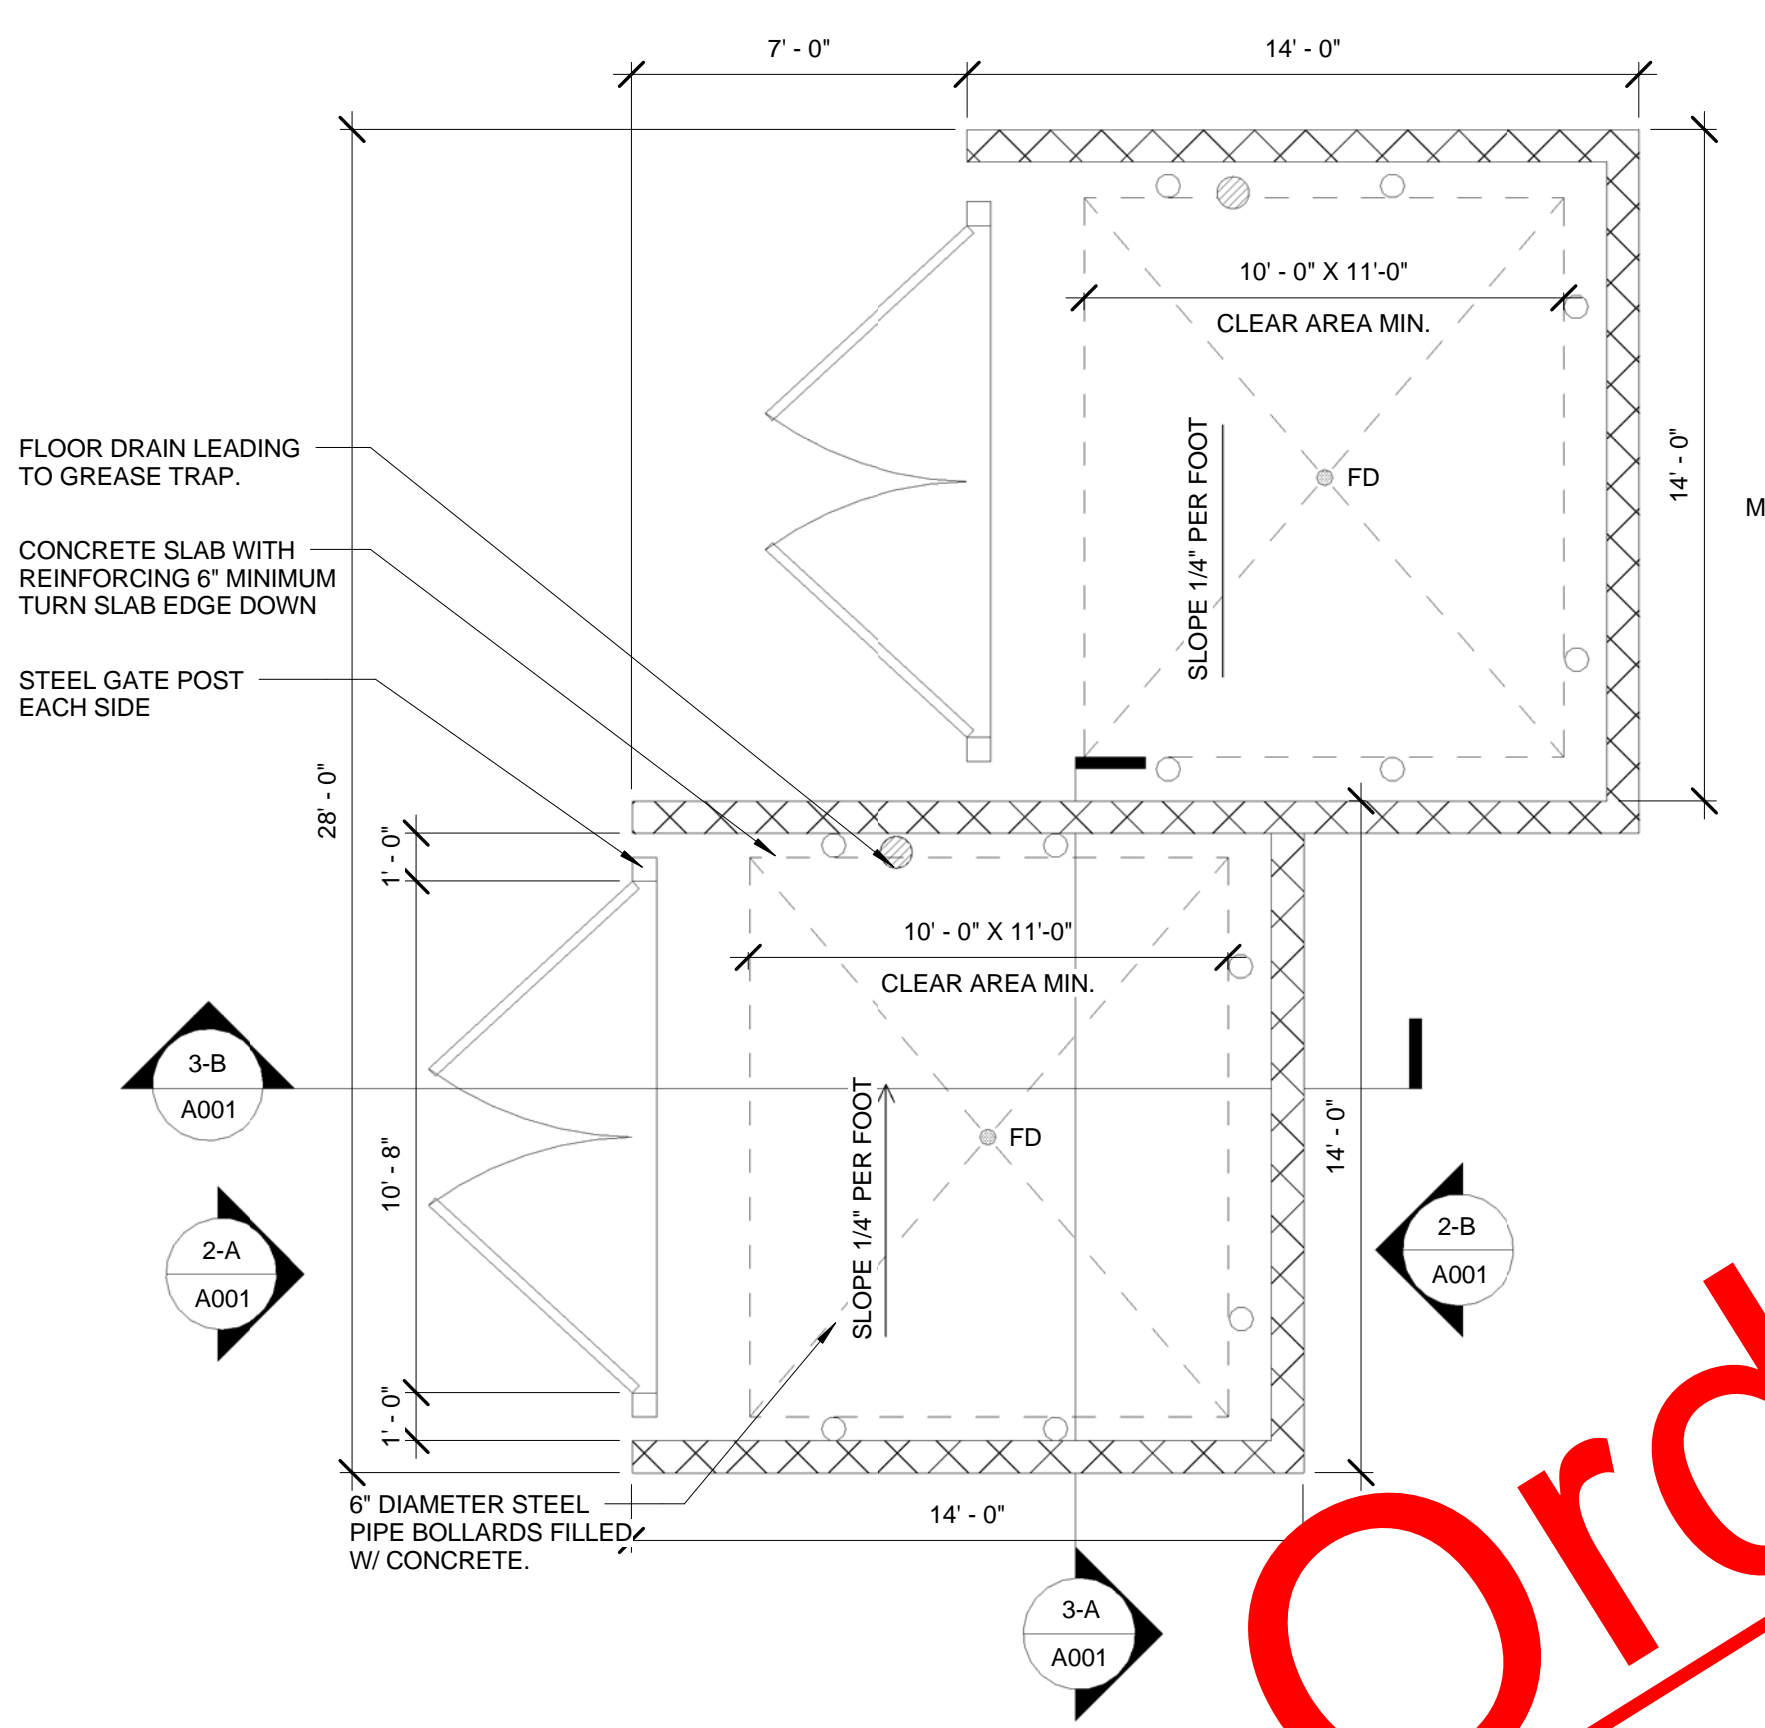 7' - 0"
14' - 0"
10' - 0" X 11'-0"
CLEAR AREA MIN.
FLOOR DRAIN LEADING
TO GREASE TRAP.
SLOPE 1/4" PER FOOT
FD
14' - 0"
M
CONCRETE SLAB WITH
REINFORCING 6" MINIMUM
TURN SLAB EDGE DOWN
STEEL GATE POST
EACH SIDE
28' - 0"
1' - 0"
10' - 0" X 11'-0"
CLEAR AREA MIN.
3-B
A001
10' - 8"
SLOPE 1/4" PER FOOT
FD
14' - 0"
2-A
A001
2-B
A001
1' - 0"
6" DIAMETER STEEL
PIPE BOLLARDS FILLED
W/ CONCRETE.
14' - 0"
3-A
A001
Ord